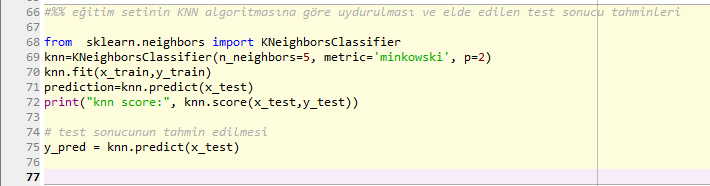 66 #%% eğitim setinin KNN algoritmasına göre uydurulması ve elde edilen test sonucu tahminleri
67
68 from  sklearn.neighbors import KNeighborsClassifier
69 knn=KNeighborsClassifier(n_neighbors=5, metric='minkowski', p=2)
70 knn.fit(x_train,y_train)
71 prediction=knn.predict(x_test)
72 print("knn score:", knn.score(x_test,y_test))
73
74 # test sonucunun tahmin edilmesi
75 y_pred = knn.predict(x_test)
76
77